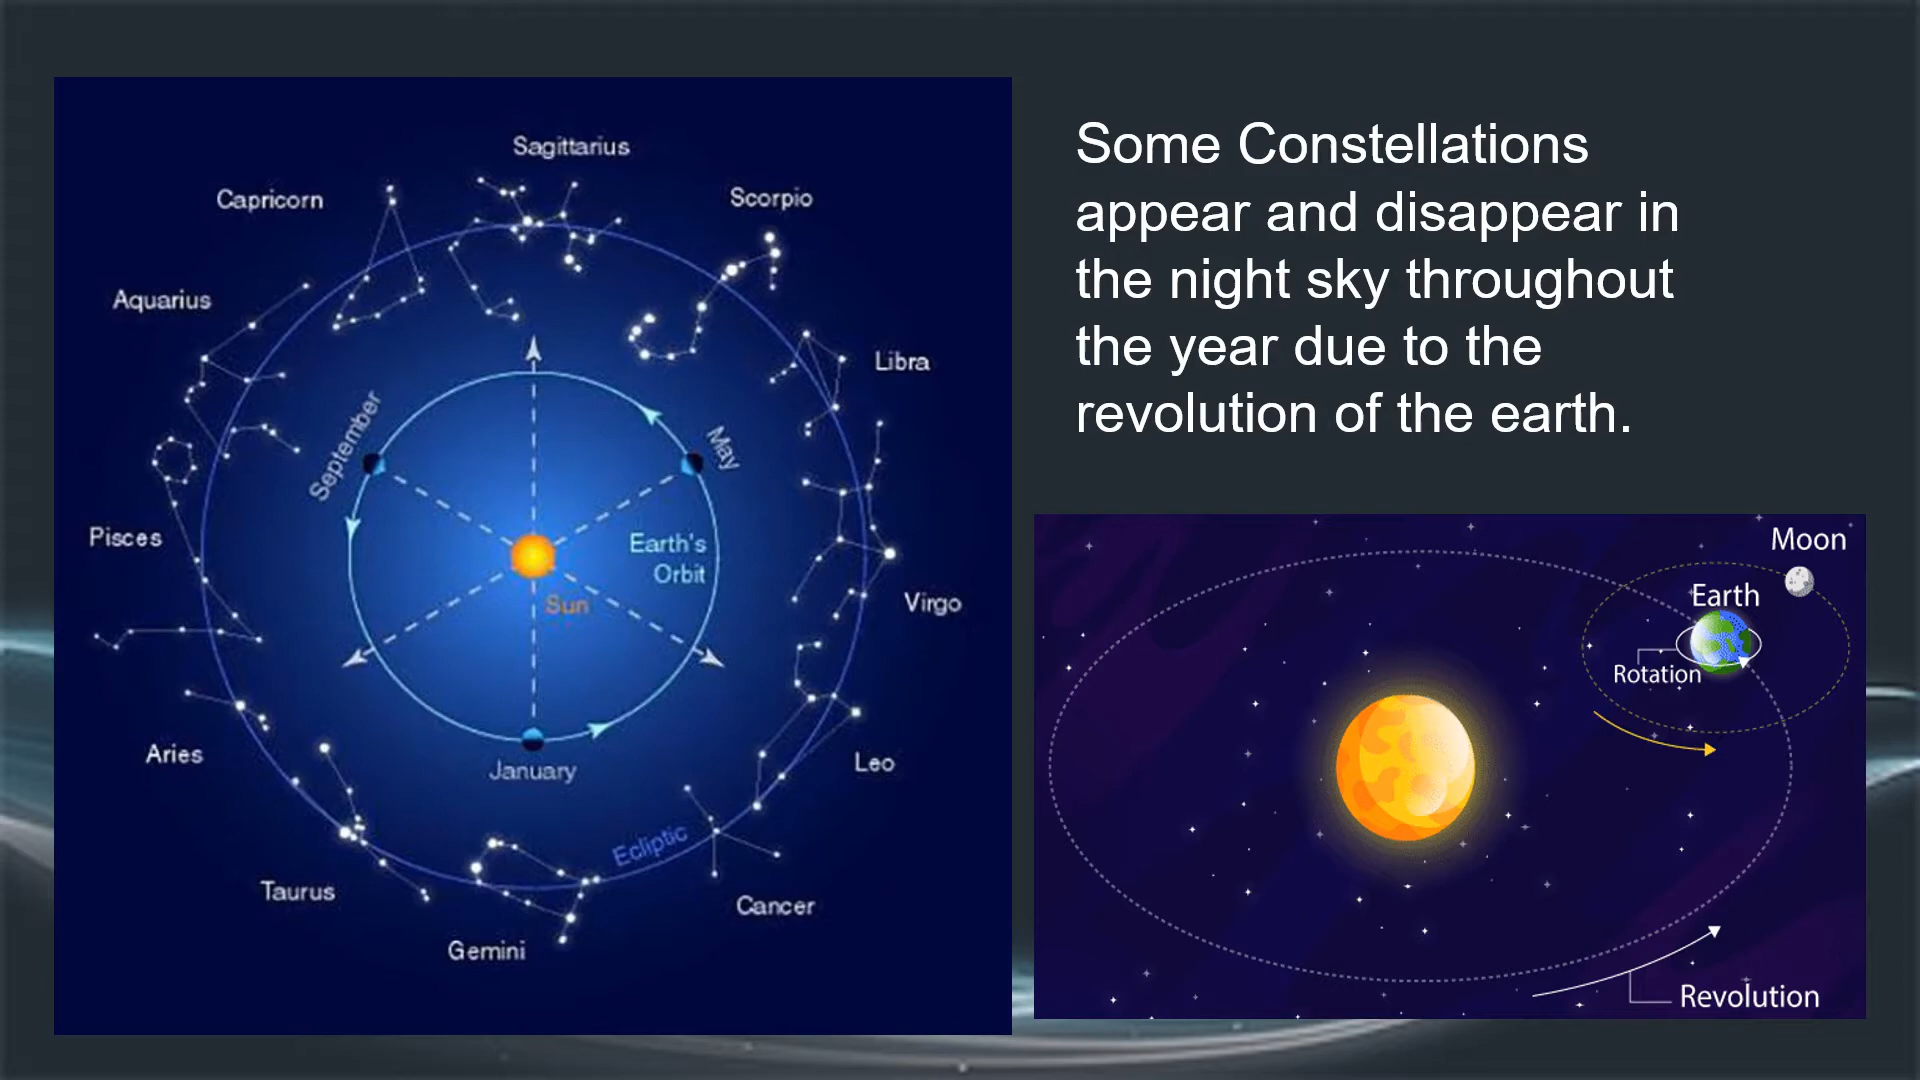 Sagittarius
Capricorn
Scorpio
Aquarius
Libra
September
May
Pisces
Earth's
Orbit
Sun
Virgo
Aries
January
Leo
Ecliptic
Taurus
Cancer
Gemini
Some Constellations
appear and disappear in
the night sky throughout
the year due to the
revolution of the earth.
Moon
Earth
Rotation
Revolution